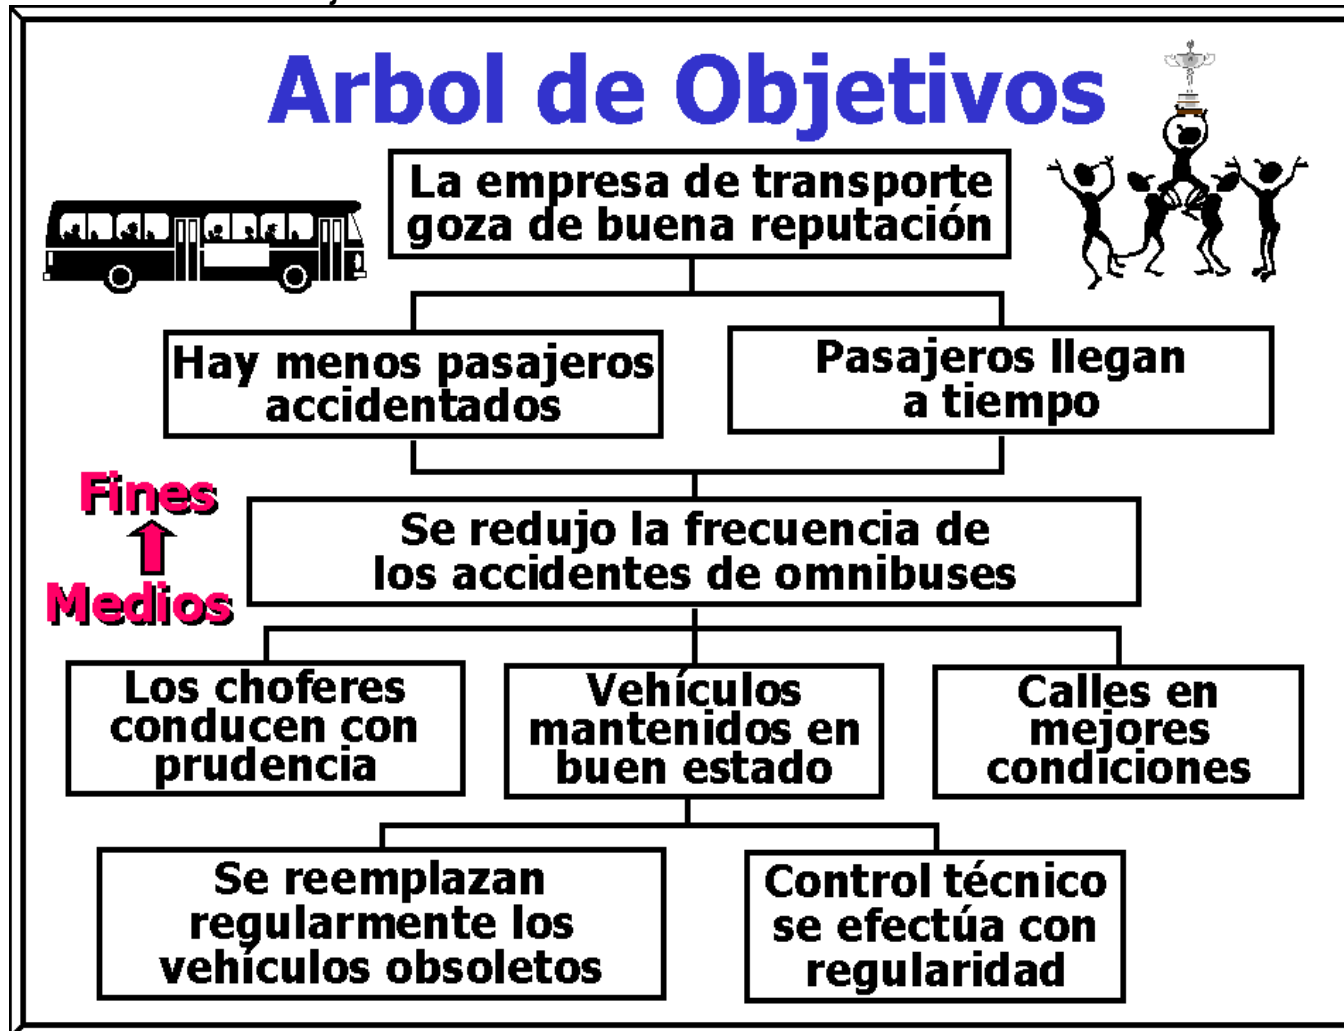 Arbol de Objetivos
La empresa de transporte
goza de buena reputación
Hay menos pasajeros
accidentados
Pasajeros llegan
a tiempo
Fines
Medios
Se redujo la frecuencia de
los accidentes de omnibuses
Los choferes
conducen con
prudencia
Vehículos
mantenidos en
buen estado
Calles en
mejores
condiciones
Se reemplazan
regularmente los
vehículos obsoletos
Control técnico
se efectúa con
regularidad